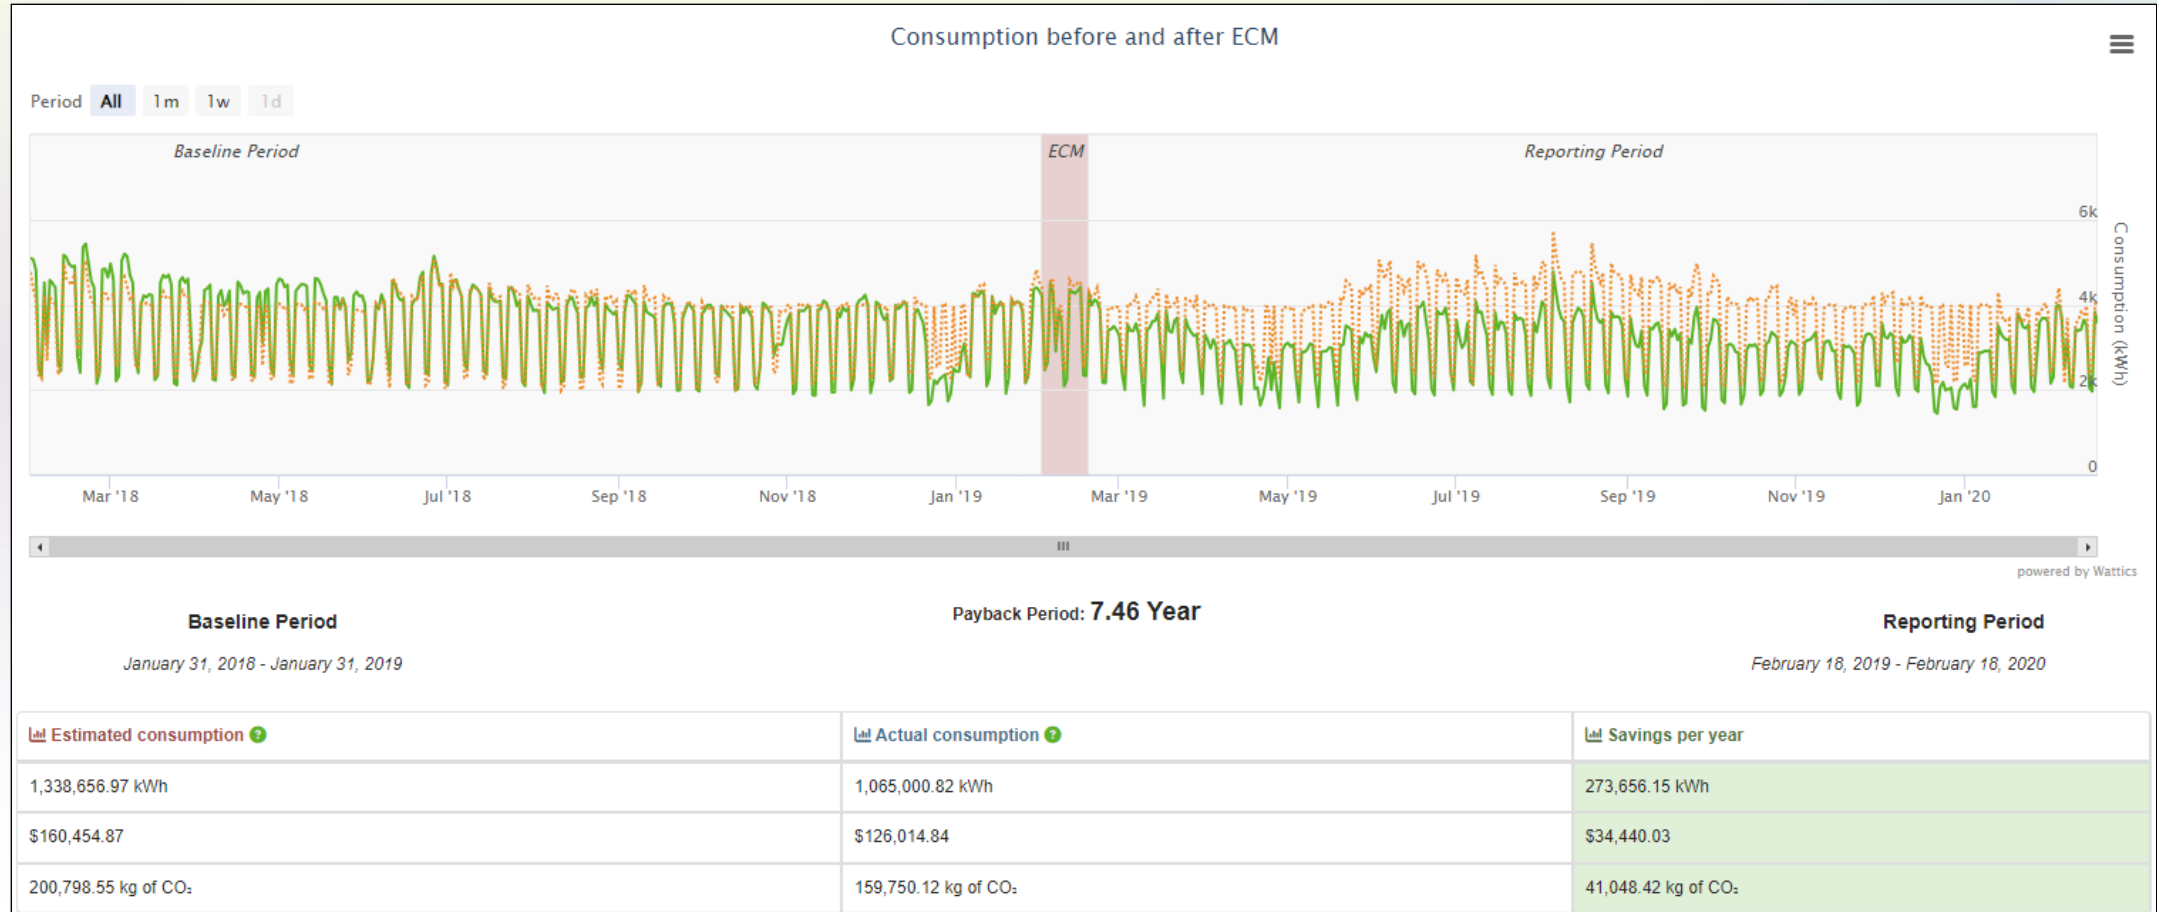 Consumption before and after ECM
Period All 1m 1w 1d
Baseline Period ECM Reporting Period
6k
4k
2k
0
Consumption (kWh)
Mar '18 May '18 Jul '18 Sep '18 Nov '18 Jan '19 Mar '19 May '19 Jul '19 Sep '19 Nov '19 Jan '20
powered by Wattics
Payback Period: 7.46 Year
Baseline Period Reporting Period
January 31, 2018 - January 31, 2019 February 18, 2019 - February 18, 2020
Estimated consumption ? Actual consumption ? Savings per year
1,338,656.97 kWh 1,065,000.82 kWh 273,656.15 kWh
$160,454.87 $126,014.84 $34,440.03
200,798.55 kg of CO₂ 159,750.12 kg of CO₂ 41,048.42 kg of CO₂